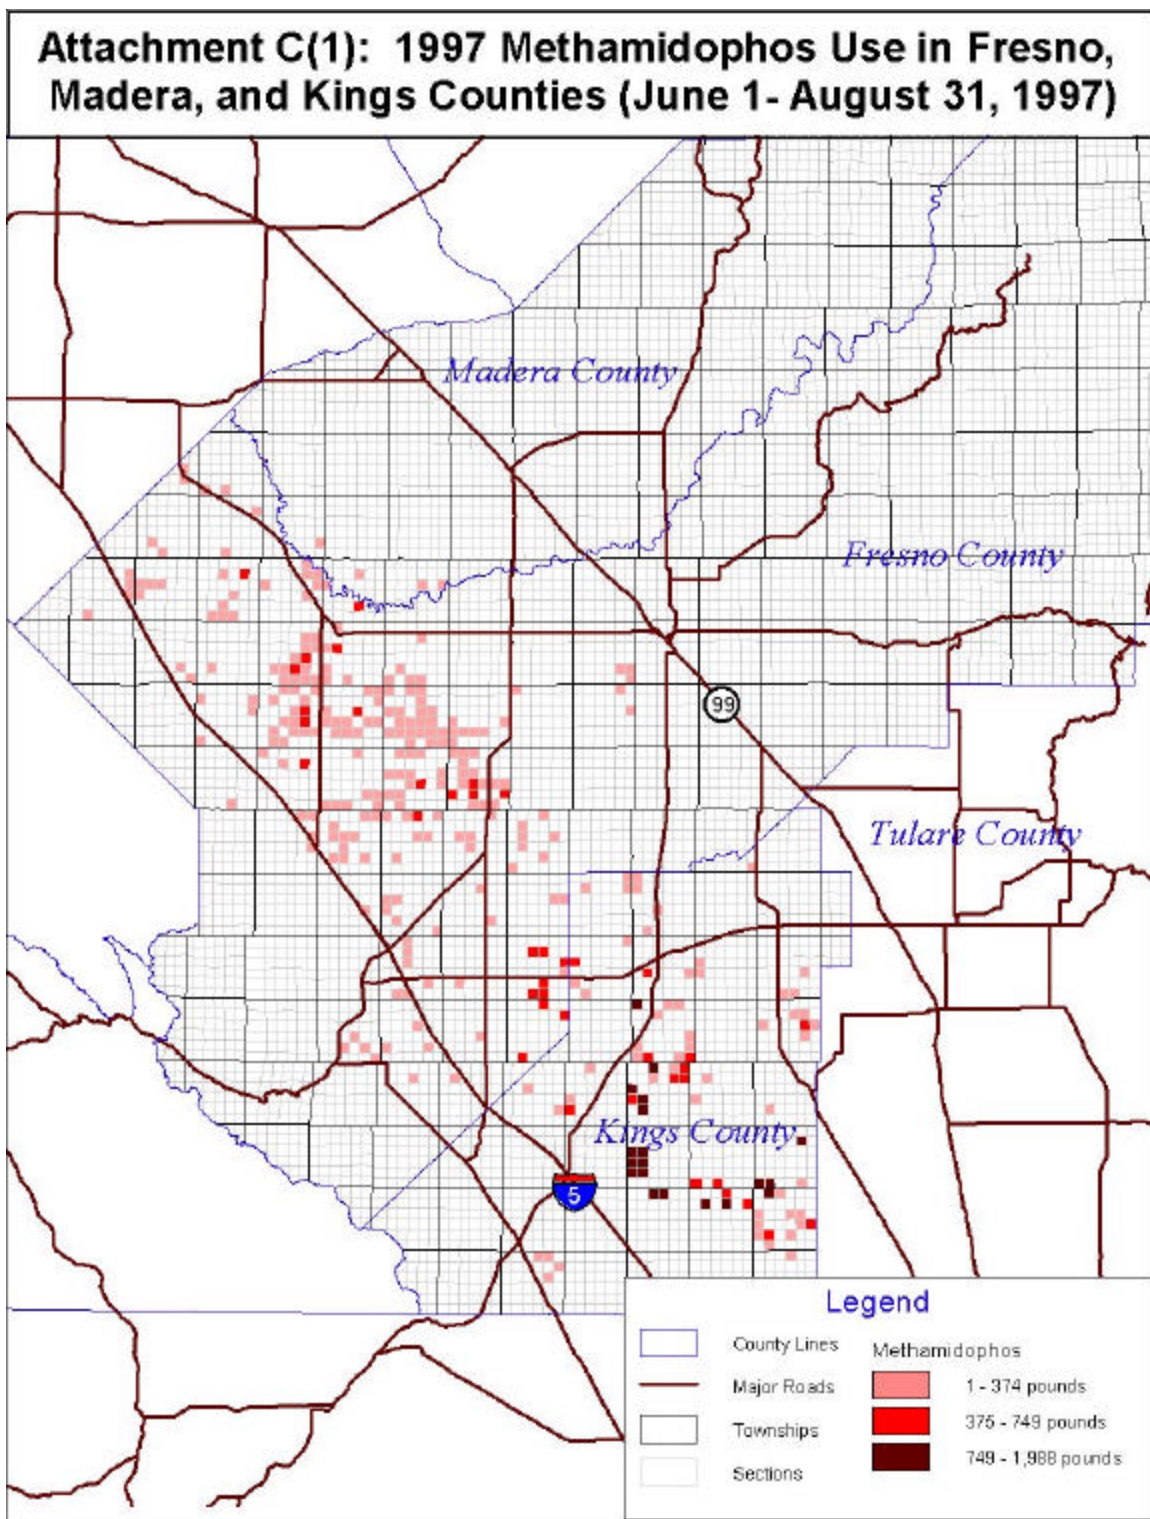 Attachment C(1): 1997 Methamidophos Use in Fresno,
Madera, and Kings Counties (June 1- August 31, 1997)
Madera County
Fresno County
99
Tulare County
Kings County
5
Legend
County Lines
Major Roads
Townships
Sections
Methamidophos
1 - 374 pounds
375 - 749 pounds
749 - 1,988 pounds